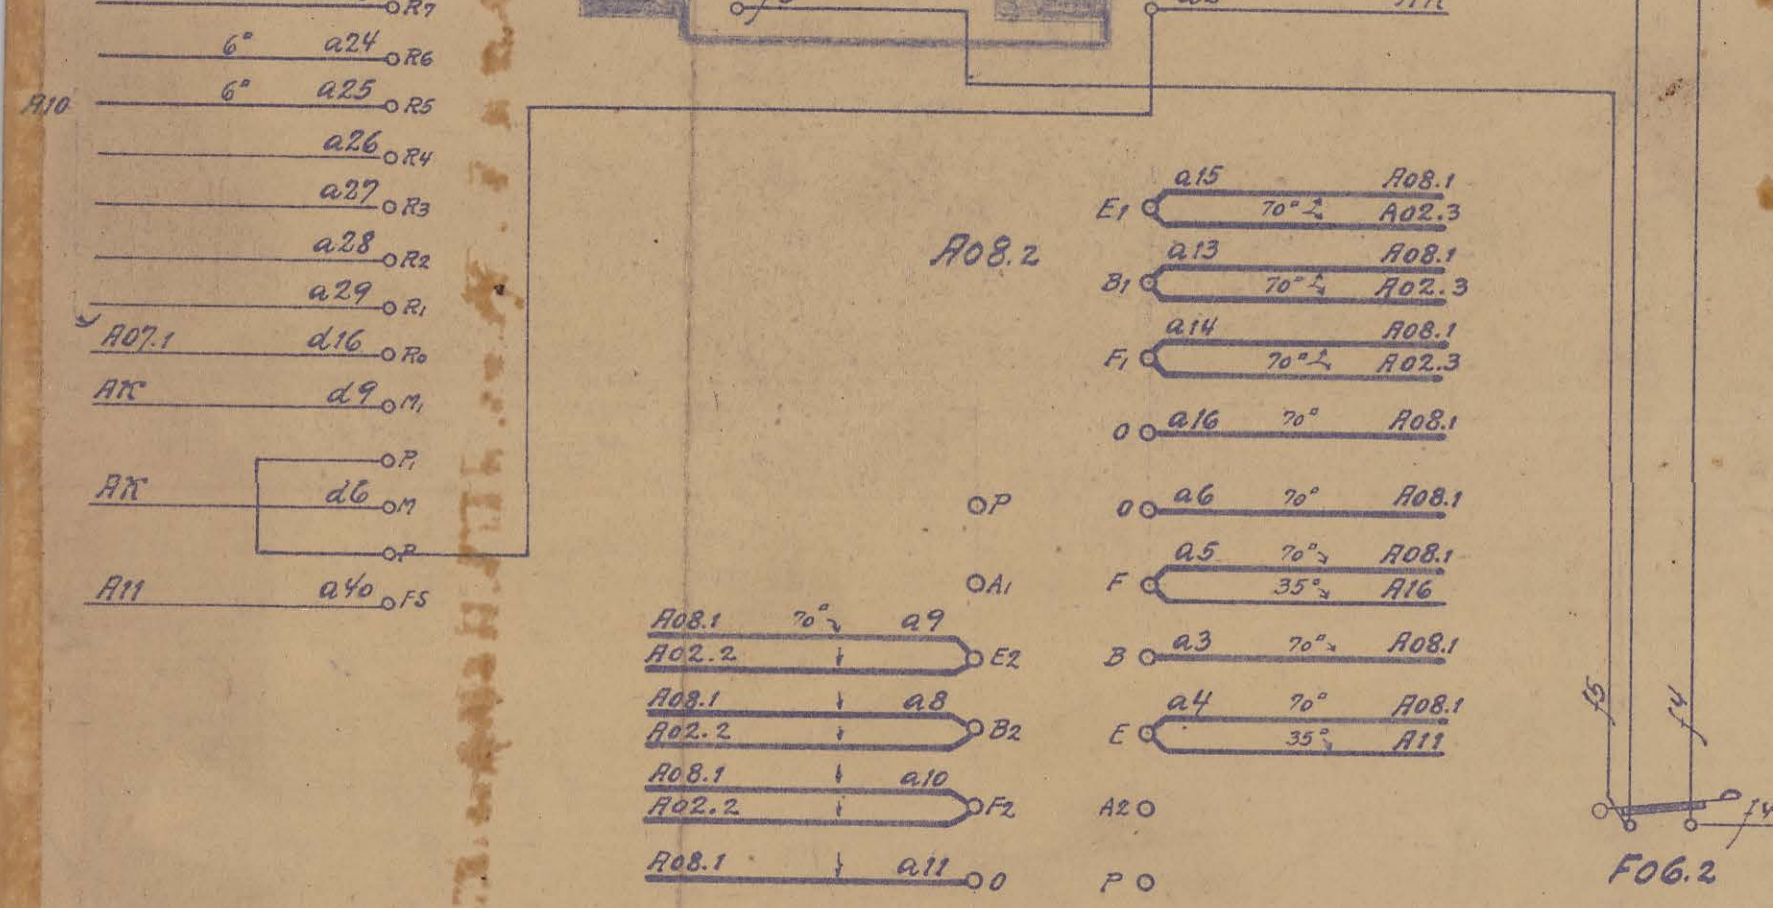 R7
6□ a24 R6
A10 6□ a25 R5
a26 R4
a27 R3
a28 R2
a29 R1
A07.1 d16 R0
AK d9 M1
P1
AK d6 M
P
A11 a40 FS
A08.2
a15 A08.1
E1 70□ A02.3
a13 A08.1
B1 70□ A02.3
a14 A08.1
F1 70□ A02.3
0 a16 70□ A08.1
P
0 a6 70□ A08.1
a5 70□ A08.1
A1
F 35□ A16
A08.1 70□ a9
A02.2 E2
B a3 70□ A08.1
A08.1 a8
A02.2 B2
a4 70□ A08.1
E 35□ A11
A08.1 a10
A02.2 F2
A2
A08.1 a11 0
P
f5
f4
f4
F06.2